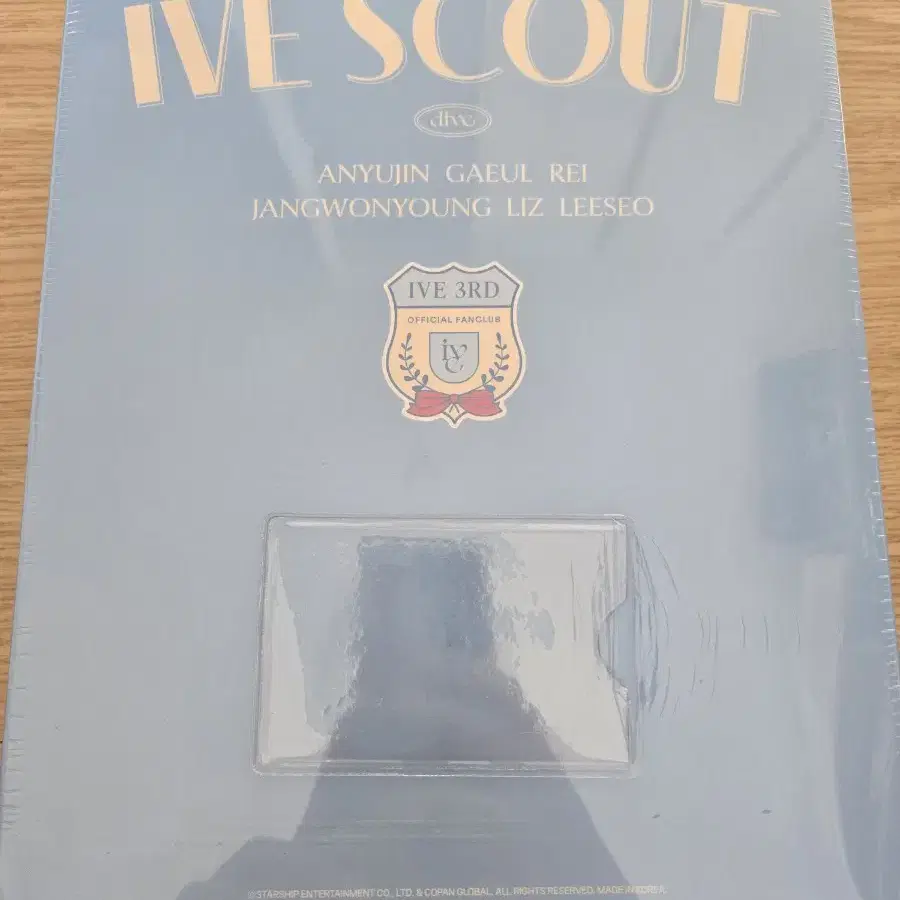 IVE SCOUT
dive
ANYUJIN GAEUL REI
JANGWONYOUNG LIZ LEESEO
IVE 3RD
OFFICIAL FANCLUB
ive
©STARSHIP ENTERTAINMENT CO., LTD. & COPAN GLOBAL. ALL RIGHTS RESERVED. MADE IN KOREA.